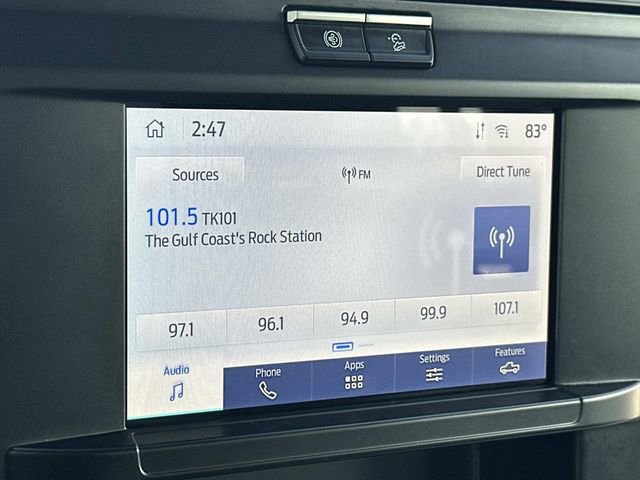 2:47
83°
Sources
FM
Direct Tune
101.5 TK101
The Gulf Coast's Rock Station
97.1
96.1
94.9
99.9
107.1
Audio
Phone
Apps
Settings
Features